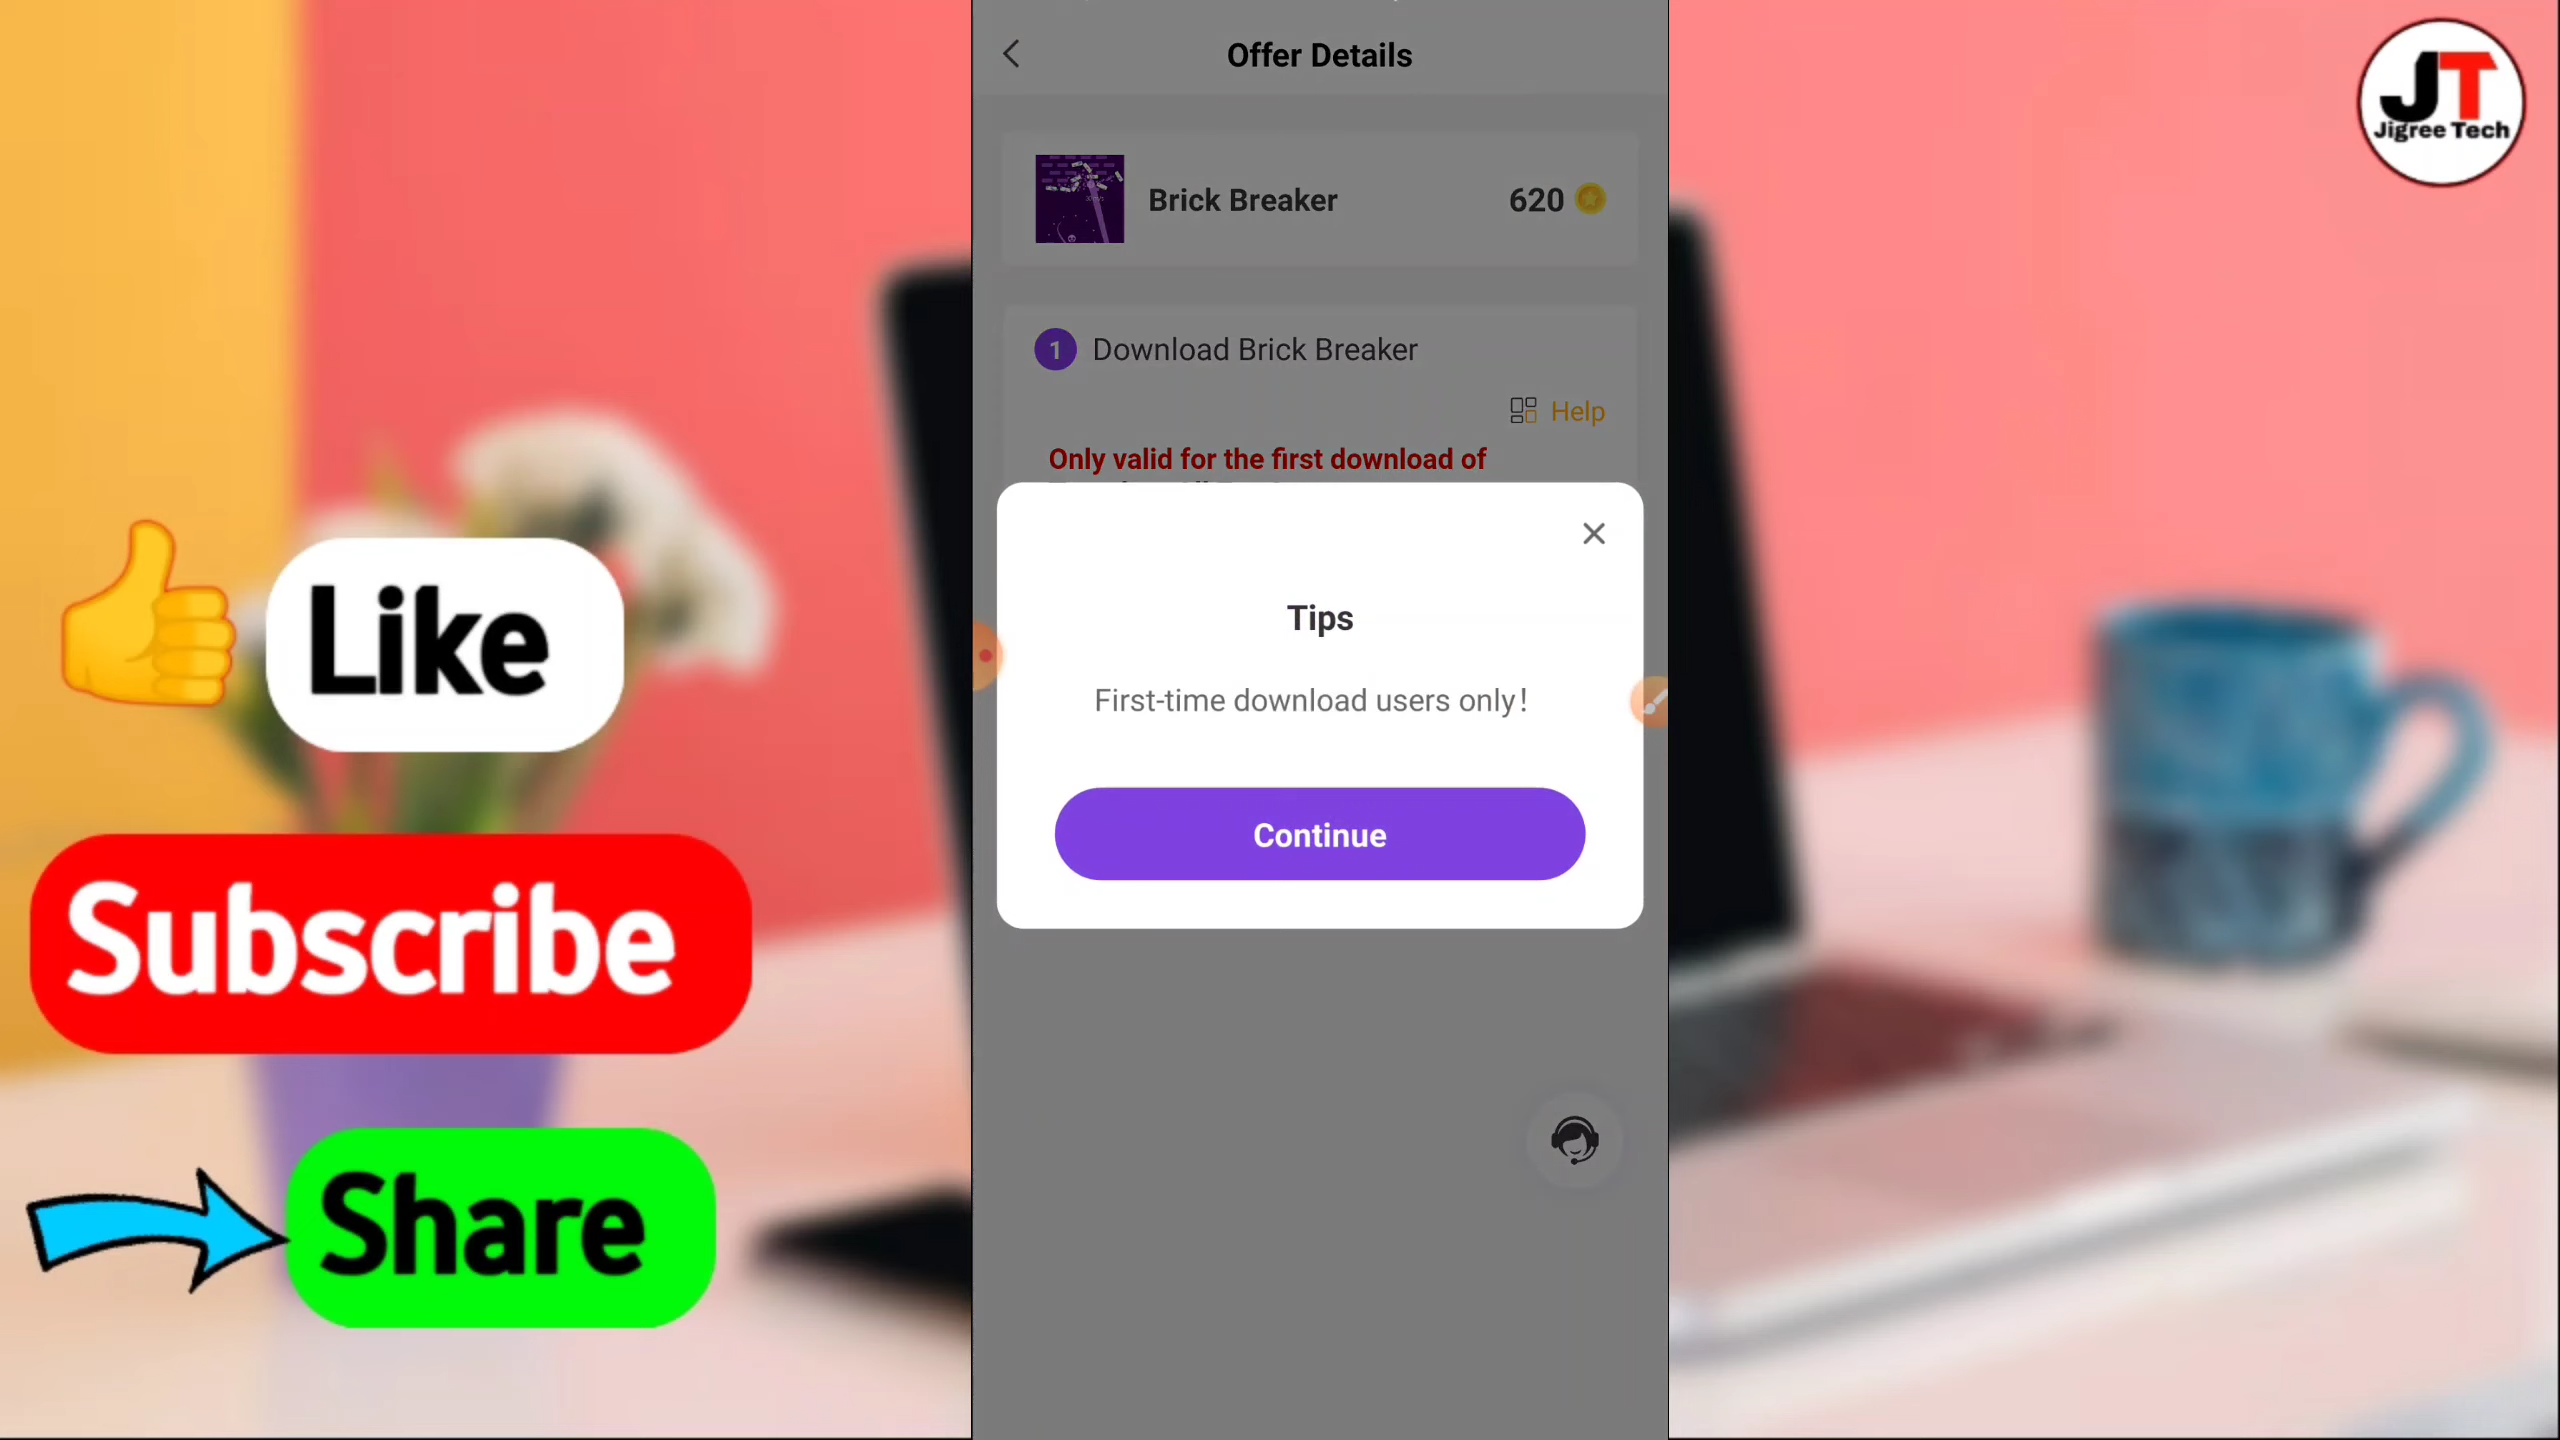 Offer Details
JT
Jigree Tech
Brick Breaker
620
1 Download Brick Breaker
Help
Only valid for the first download of
Tips
First-time download users only!
Continue
Like
Subscribe
Share